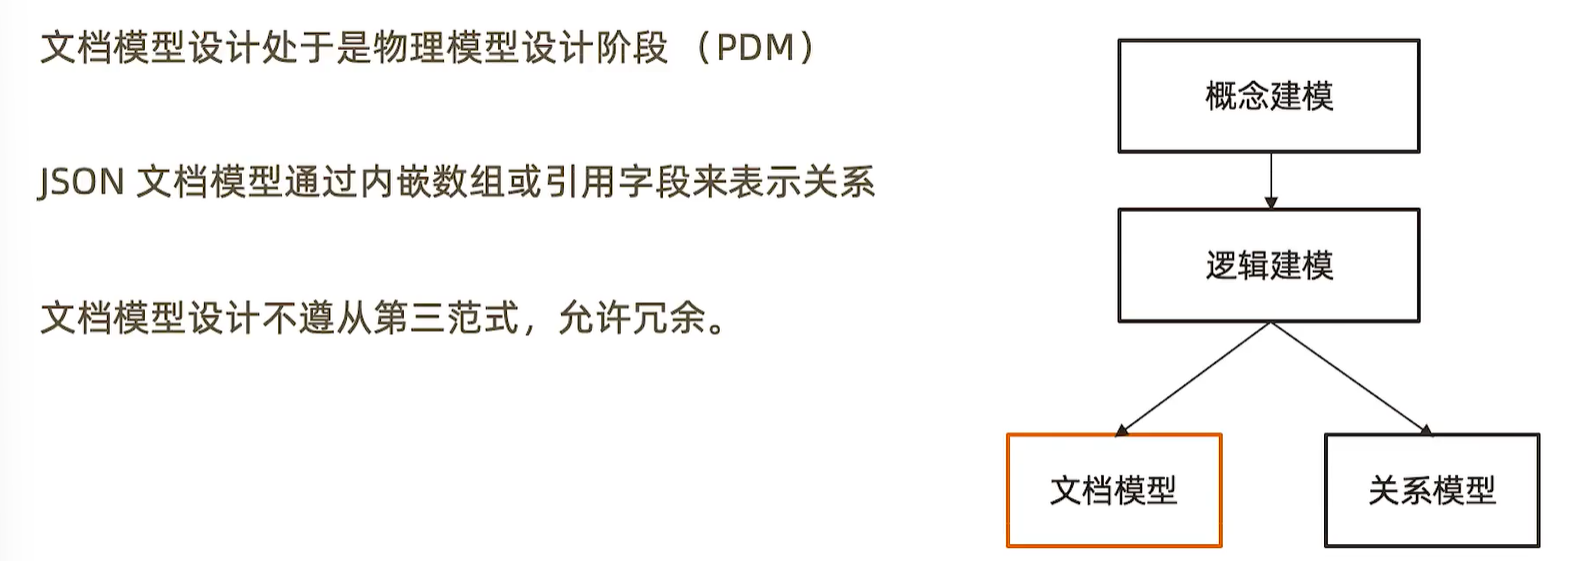 文档模型设计处于是物理模型设计阶段 （PDM）
JSON 文档模型通过内嵌数组或引用字段来表示关系
文档模型设计不遵从第三范式，允许冗余。
概念建模
逻辑建模
文档模型
关系模型